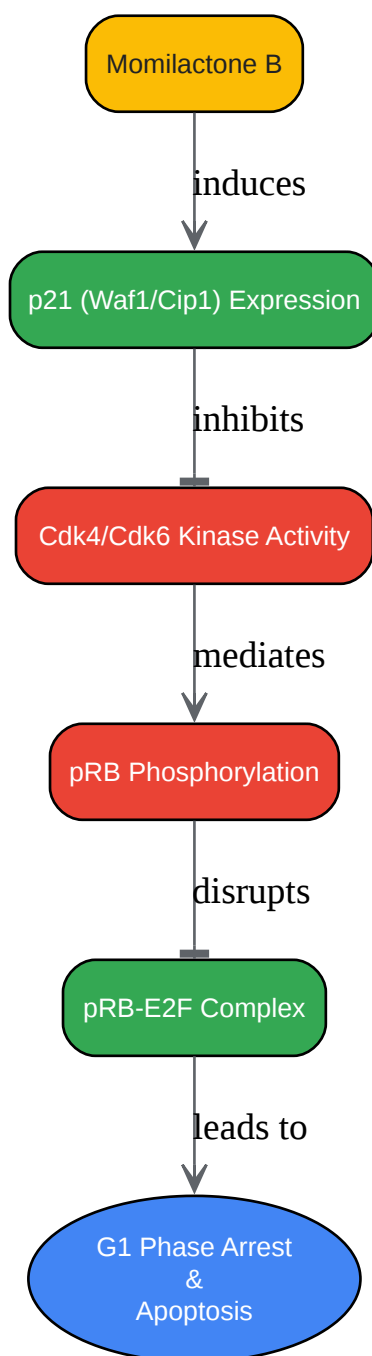 Momilactone B
induces
p21 (Waf1/Cip1) Expression
inhibits
Cdk4/Cdk6 Kinase Activity
mediates
pRB Phosphorylation
disrupts
pRB-E2F Complex
leads to
G1 Phase Arrest
&
Apoptosis